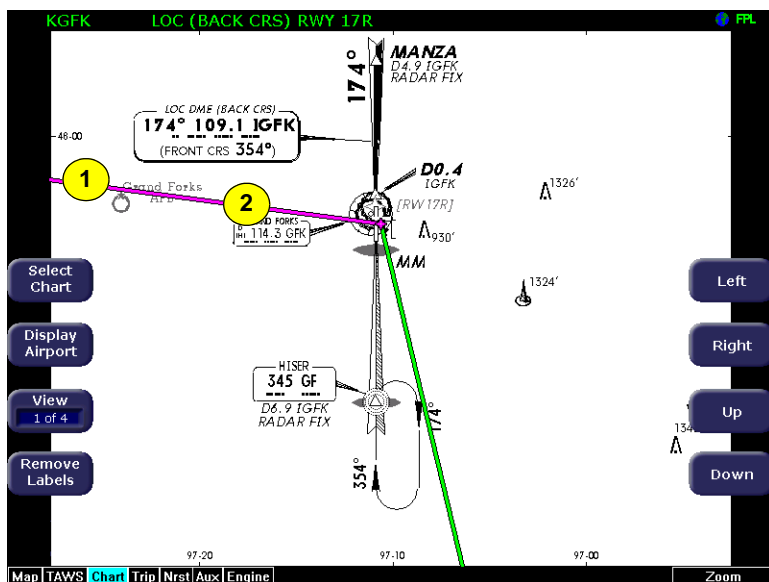 KGFK LOC (BACK CRS) RWY 17R FPL
MANZA
D4.9 IGFK
RADAR FIX
174°
LOC DME (BACK CRS)
174° 109.1 IGFK
(FRONT CRS 354°)
48-00
D0.4
IGFK
[RW 17R]
1326'
1
Grand Forks
AFB
2
GRAND FORKS
114.3 GFK
930'
MM
1324'
Select
Chart
Left
Display
Airport
Right
HISER
345 GF
D6.9 IGFK
RADAR FIX
View
1 of 4
Up
174°
354°
Remove
Labels
Down
97-20 97-10 97-00
Map TAWS Chart Trip Nrst Aux Engine Zoom